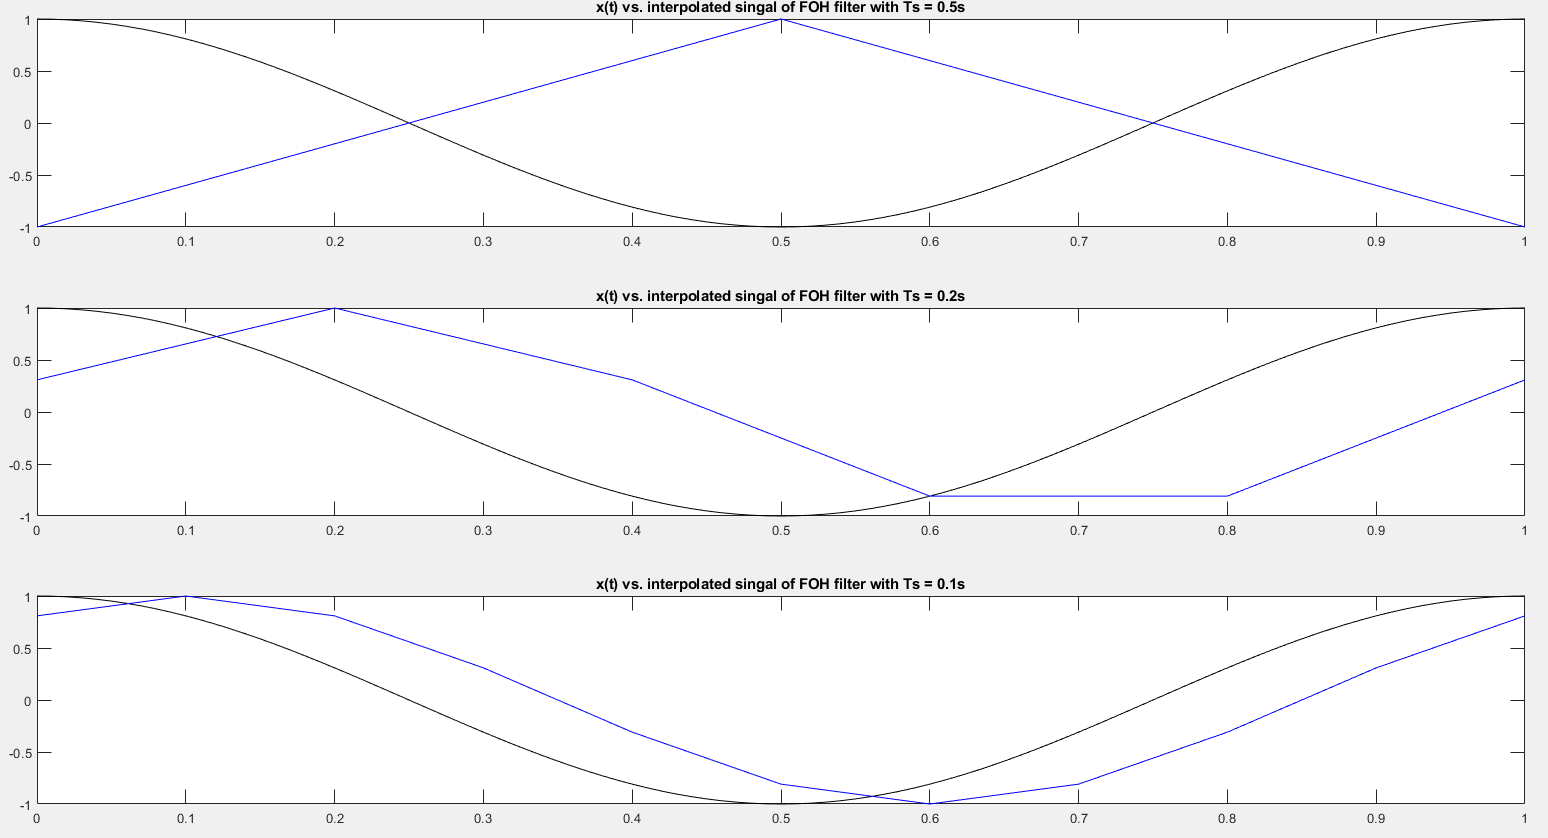 x(t) vs. interpolated singal of FOH filter with Ts = 0.5s
1
0.5
0
-0.5
-1
0 0.1 0.2 0.3 0.4 0.5 0.6 0.7 0.8 0.9 1
x(t) vs. interpolated singal of FOH filter with Ts = 0.2s
1
0.5
0
-0.5
-1
0 0.1 0.2 0.3 0.4 0.5 0.6 0.7 0.8 0.9 1
x(t) vs. interpolated singal of FOH filter with Ts = 0.1s
1
0.5
0
-0.5
-1
0 0.1 0.2 0.3 0.4 0.5 0.6 0.7 0.8 0.9 1